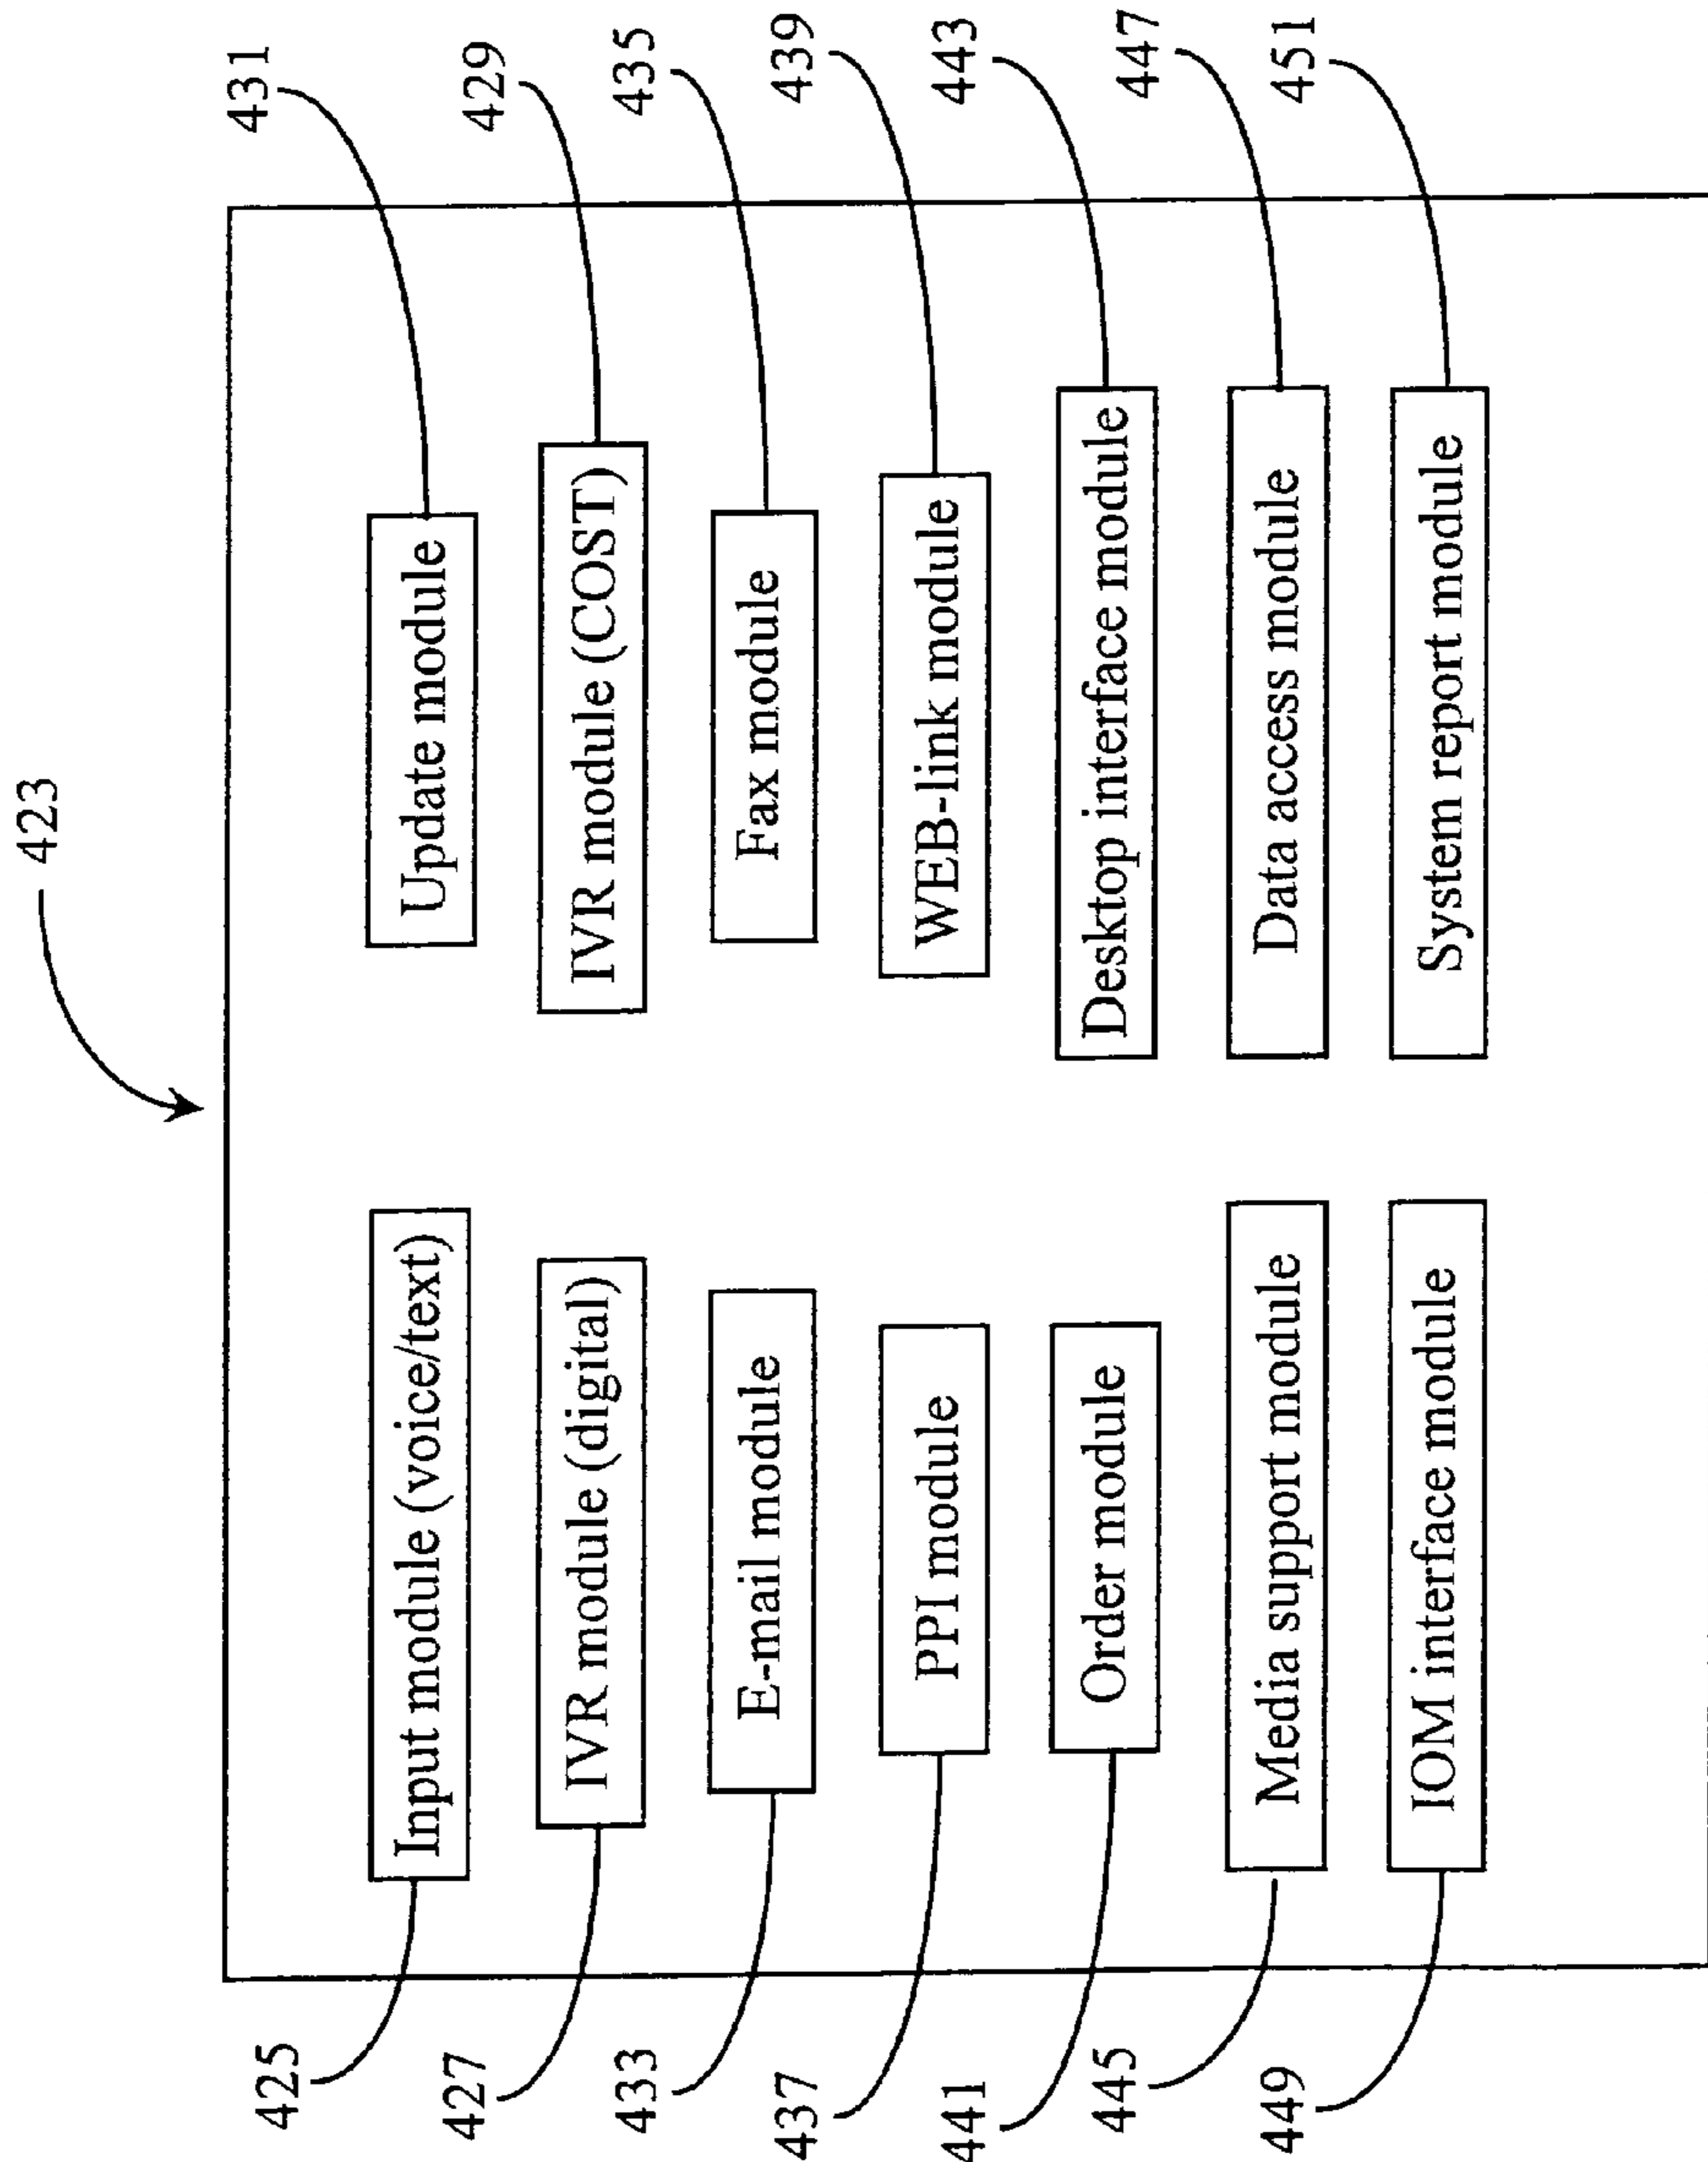 423
425
Input module (voice/text)
Update module
431
427
IVR module (digital)
IVR module (COST)
429
433
E-mail module
Fax module
435
437
PPI module
WEB-link module
439
441
Order module
Desktop interface module
443
445
Media support module
Data access module
447
449
IOM interface module
System report module
451